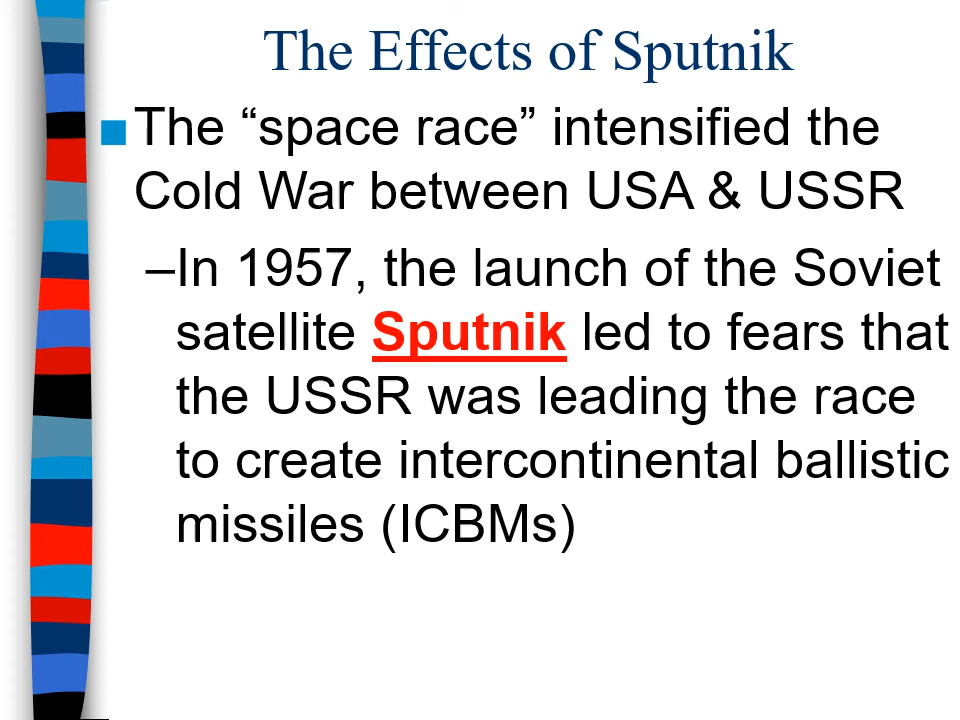 The Effects of Sputnik
■The “space race” intensified the
Cold War between USA & USSR
–In 1957, the launch of the Soviet
satellite Sputnik led to fears that
the USSR was leading the race
to create intercontinental ballistic
missiles (ICBMs)